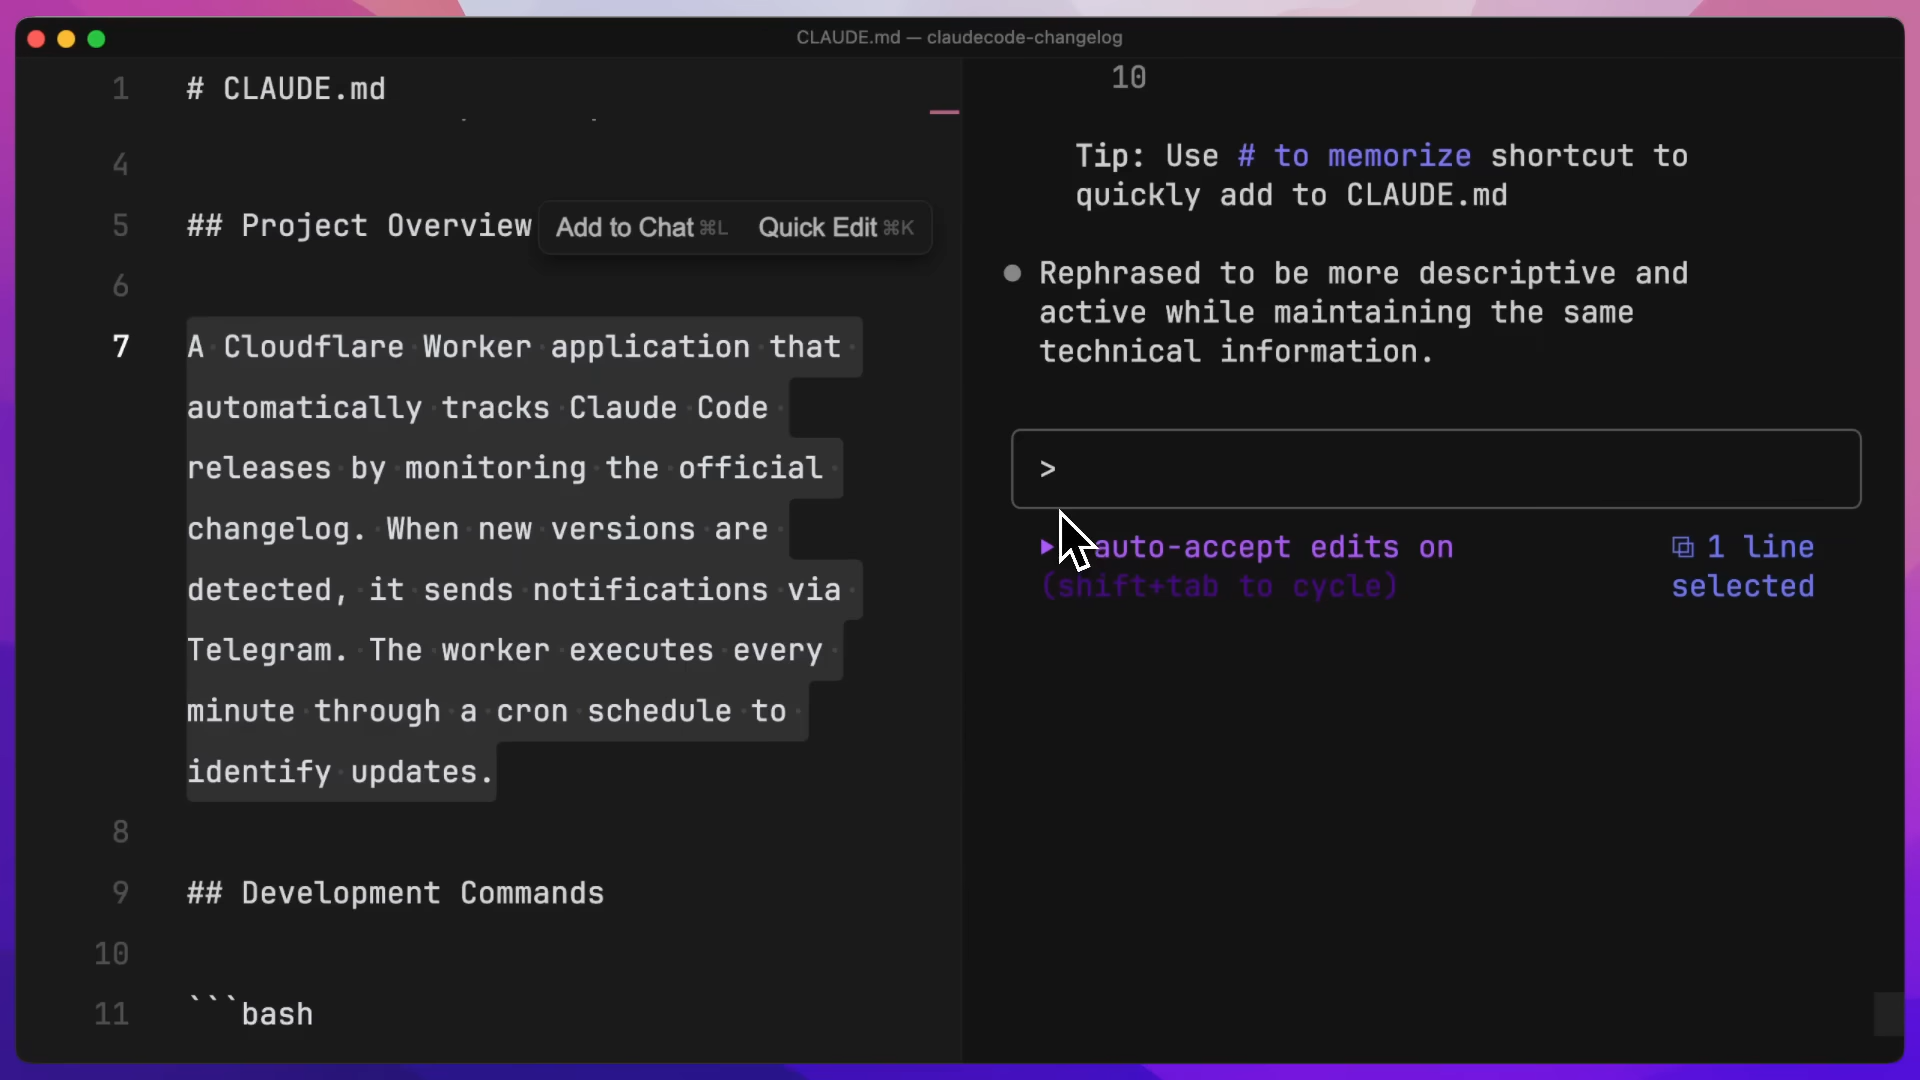 CLAUDE.md — claudecode-changelog
1 # CLAUDE.md
4
5 ## Project Overview
Add to Chat ⌘L Quick Edit ⌘K
6
7 A Cloudflare Worker application that
automatically tracks Claude Code
releases by monitoring the official
changelog. When new versions are
detected, it sends notifications via
Telegram. The worker executes every
minute through a cron schedule to
identify updates.
8
9 ## Development Commands
10
11 ```bash
10
Tip: Use # to memorize shortcut to
quickly add to CLAUDE.md
● Rephrased to be more descriptive and
active while maintaining the same
technical information.
>
auto-accept edits on
(shift+tab to cycle)
⧉ 1 line
selected